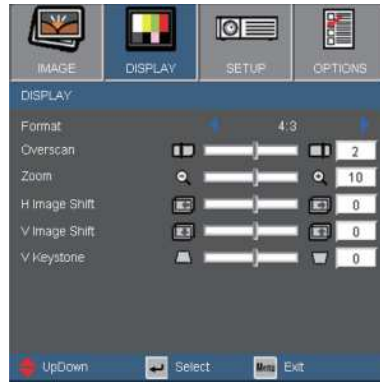 IMAGE DISPLAY SETUP OPTIONS
DISPLAY
Format 4:3
Overscan 2
Zoom 10
H Image Shift 0
V Image Shift 0
V Keystone 0
UpDown Select Menu Exit